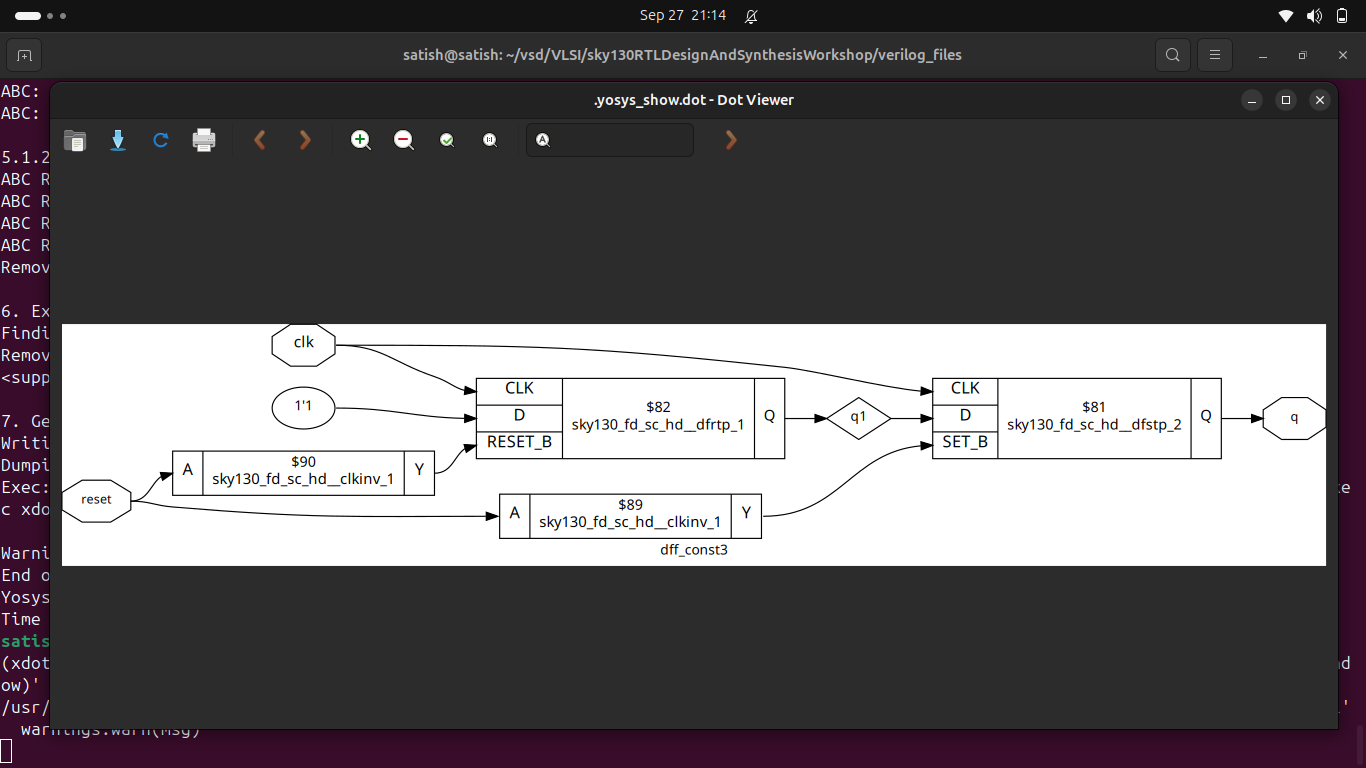 Sep 27 21:14
satish@satish: ~/vsd/VLSI/sky130RTLDesignAndSynthesisWorkshop/verilog_files
.yosys_show.dot - Dot Viewer
ABC:
ABC:
5.1.2
ABC R
ABC R
ABC R
ABC R
Remov
6. Ex
Findi
Remov
<supp
7. Ge
Writi
Dumpi
Exec:
c xdo
Warni
End o
Yosys
Time
satis
(xdot
ow)'
/usr/
warnings.warn(msg)
clk
1'1
reset
A
$90
sky130_fd_sc_hd__clkinv_1
Y
CLK
D
RESET_B
$82
sky130_fd_sc_hd__dfrtp_1
Q
A
$89
sky130_fd_sc_hd__clkinv_1
Y
q1
CLK
D
SET_B
$81
sky130_fd_sc_hd__dfstp_2
Q
q
dff_const3